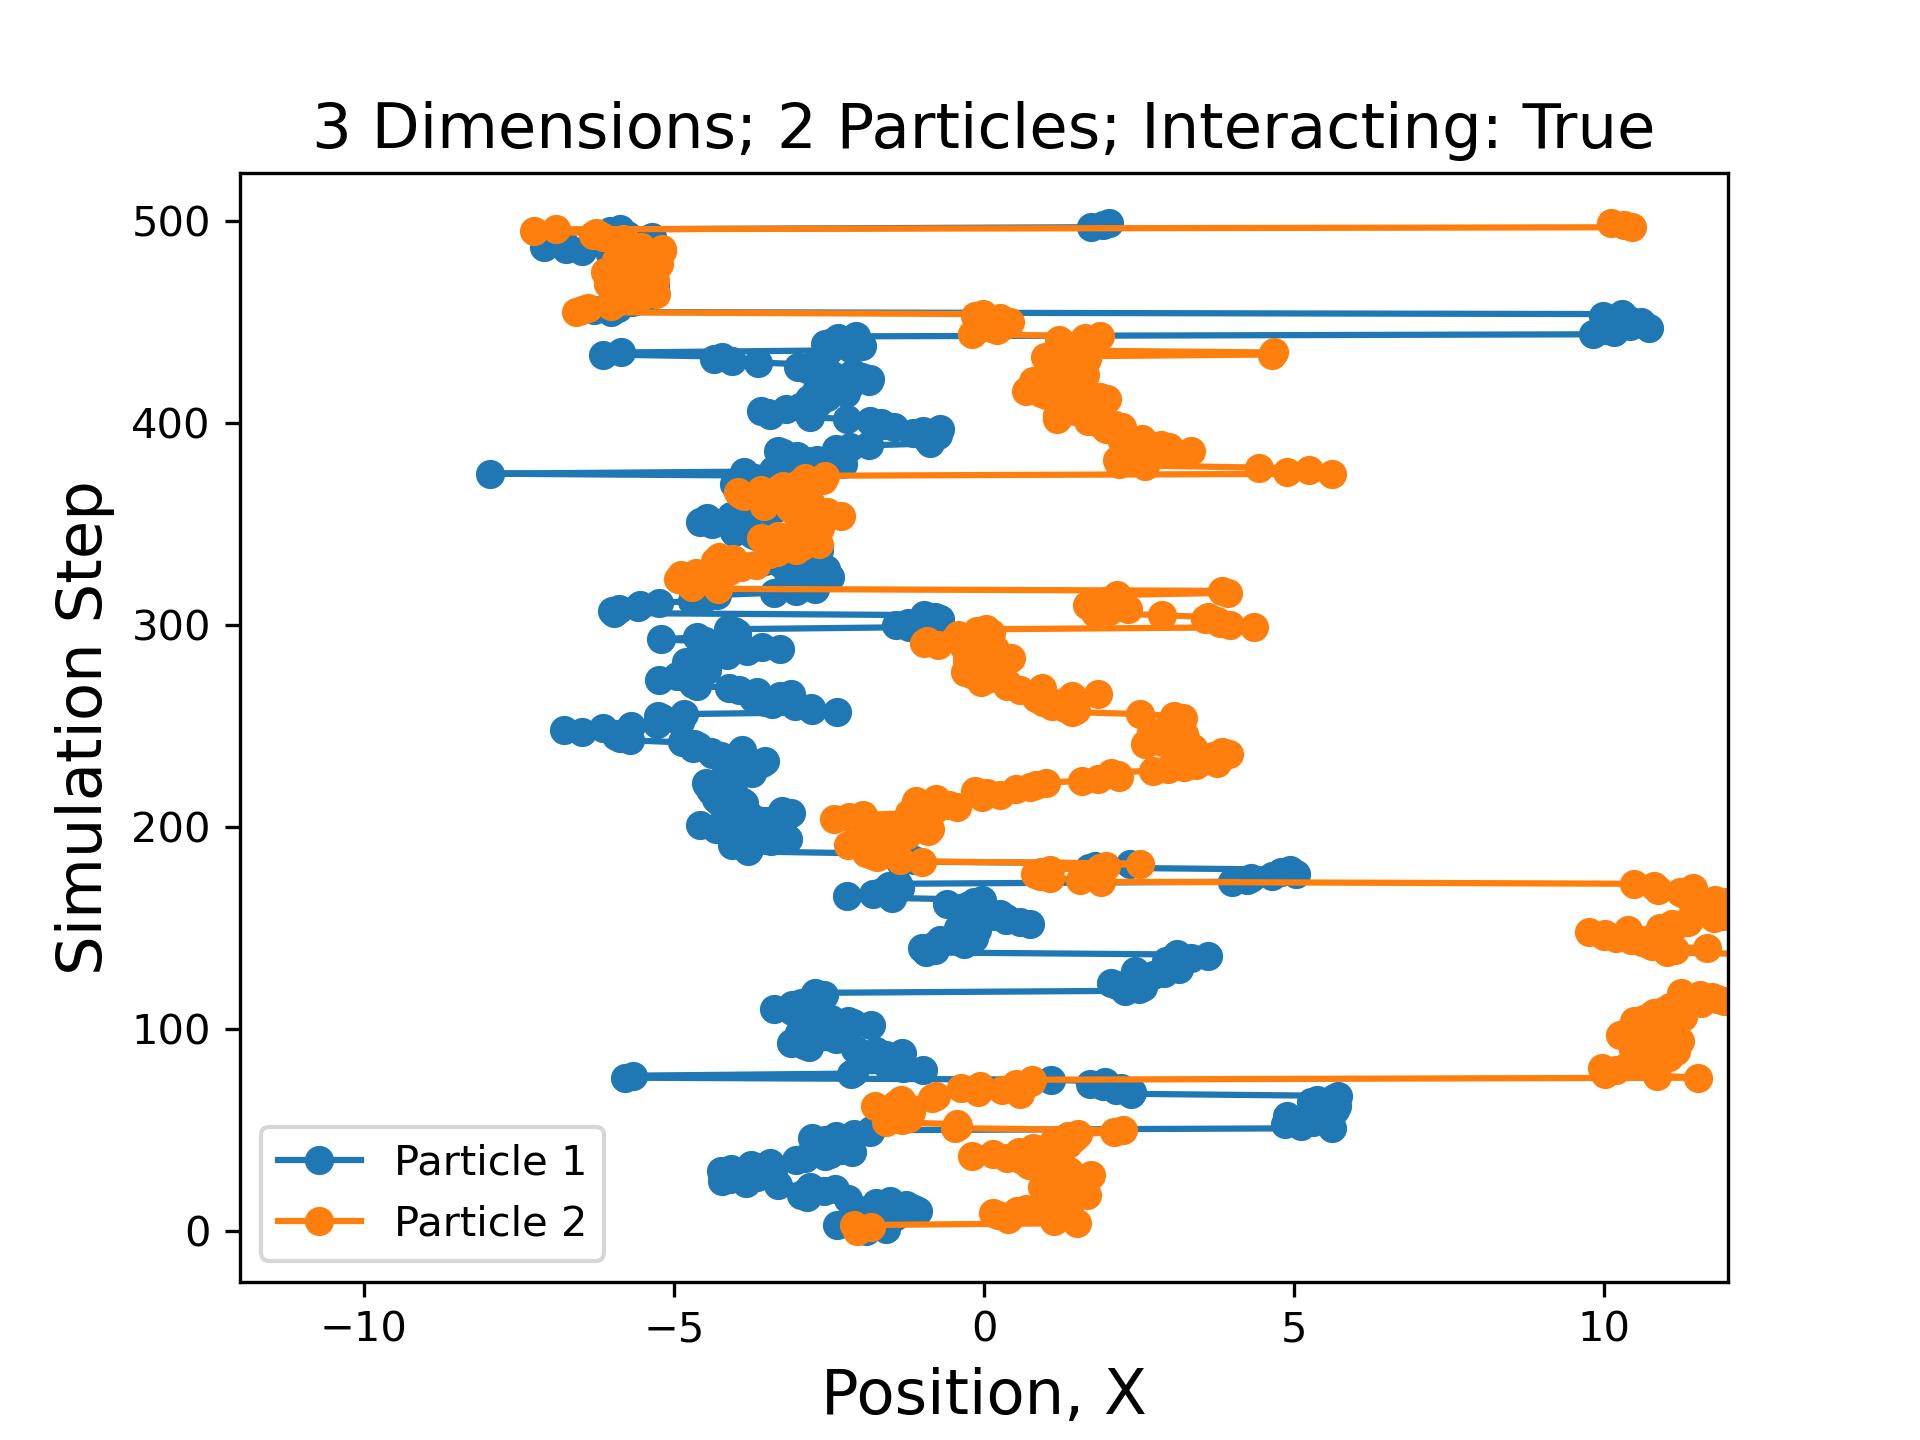 3 Dimensions; 2 Particles; Interacting: True
Simulation Step
500
400
300
200
100
0
Particle 1
Particle 2
−10 −5 0 5 10
Position, X